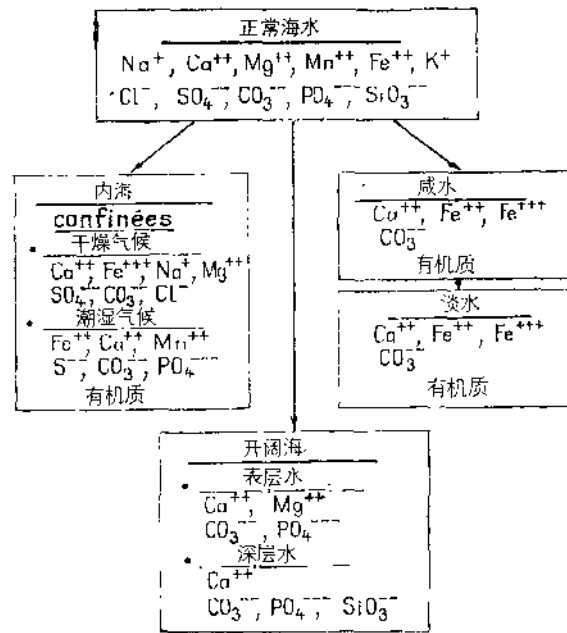 正常海水
Na⁺, Ca⁺⁺, Mg⁺⁺, Mn⁺⁺, Fe⁺⁺, K⁺
Cl⁻, SO₄⁻⁻, CO₃⁻⁻, PO₄⁻⁻⁻, SiO₃⁻⁻
内海
confinées
• 干燥气候
Ca⁺⁺, Fe⁺⁺⁺, Na⁺, Mg⁺⁺
SO₄⁻⁻, CO₃⁻⁻, Cl⁻
• 潮湿气候
Fe⁺⁺, Ca⁺⁺, Mn⁺⁺
S⁻⁻, CO₃⁻⁻, PO₄⁻⁻⁻
有机质
咸水
Ca⁺⁺, Fe⁺⁺, Fe⁺⁺⁺
CO₃⁻⁻
有机质
淡水
Ca⁺⁺, Fe⁺⁺, Fe⁺⁺⁺
CO₃⁻⁻
有机质
开阔海
• 表层水
Ca⁺⁺, Mg⁺⁺
CO₃⁻⁻, PO₄⁻⁻⁻
• 深层水
Ca⁺⁺
CO₃⁻⁻, PO₄⁻⁻, SiO₃⁻⁻